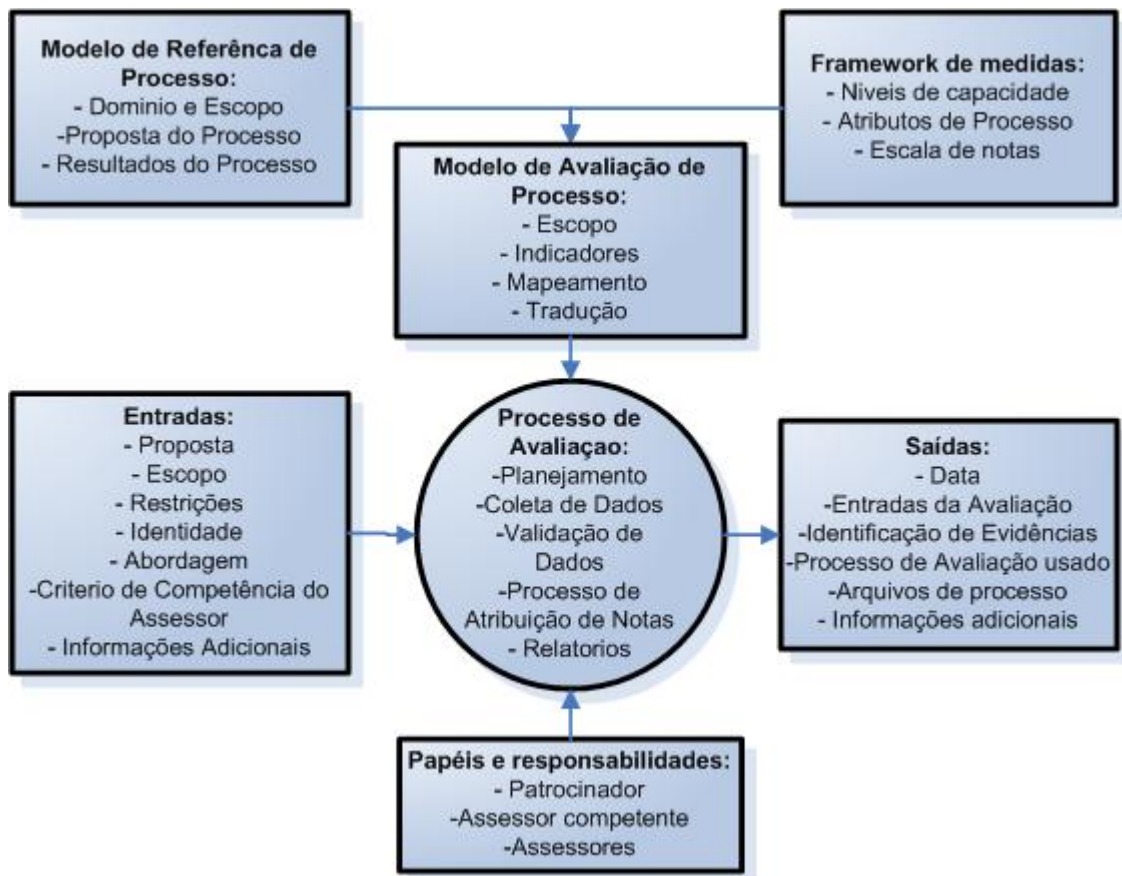 Modelo de Referênca de
Processo:
- Dominio e Escopo
-Proposta do Processo
- Resultados do Processo
Framework de medidas:
- Niveis de capacidade
- Atributos de Processo
- Escala de notas
Modelo de Avaliação de
Processo:
- Escopo
- Indicadores
- Mapeamento
- Tradução
Entradas:
- Proposta
- Escopo
- Restrições
- Identidade
- Abordagem
-Criterio de Competência do
Assessor
- Informações Adicionais
Processo de
Avaliaçao:
-Planejamento
-Coleta de Dados
-Validação de
Dados
-Processo de
Atribuição de Notas
- Relatorios
Saídas:
- Data
-Entradas da Avaliação
-Identificação de Evidências
-Processo de Avaliação usado
-Arquivos de processo
- Informações adicionais
Papéis e responsabilidades:
- Patrocinador
-Assessor competente
-Assessores